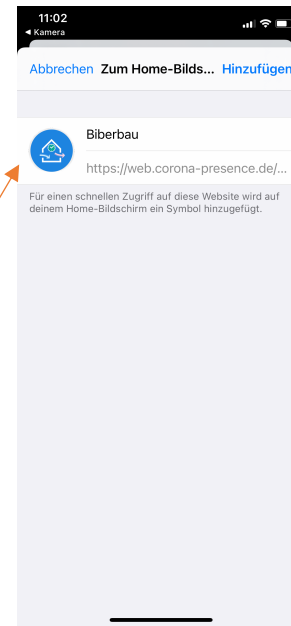 11:02
◀ Kamera
Abbrechen Zum Home-Bilds... Hinzufügen
Biberbau
https://web.corona-presence.de/...
Für einen schnellen Zugriff auf diese Website wird auf
deinem Home-Bildschirm ein Symbol hinzugefügt.